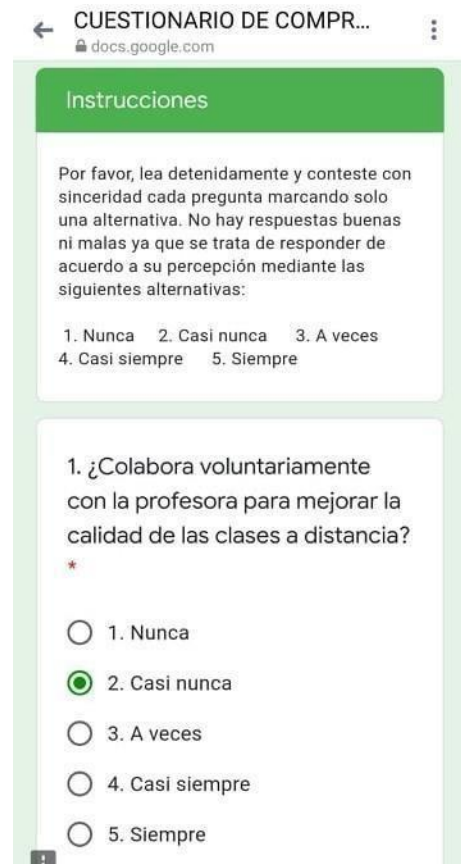 CUESTIONARIO DE COMPR...
docs.google.com
Instrucciones
Por favor, lea detenidamente y conteste con
sinceridad cada pregunta marcando solo
una alternativa. No hay respuestas buenas
ni malas ya que se trata de responder de
acuerdo a su percepción mediante las
siguientes alternativas:
1. Nunca 2. Casi nunca 3. A veces
4. Casi siempre 5. Siempre
1. ¿Colabora voluntariamente
con la profesora para mejorar la
calidad de las clases a distancia?
*
1. Nunca
2. Casi nunca
3. A veces
4. Casi siempre
5. Siempre